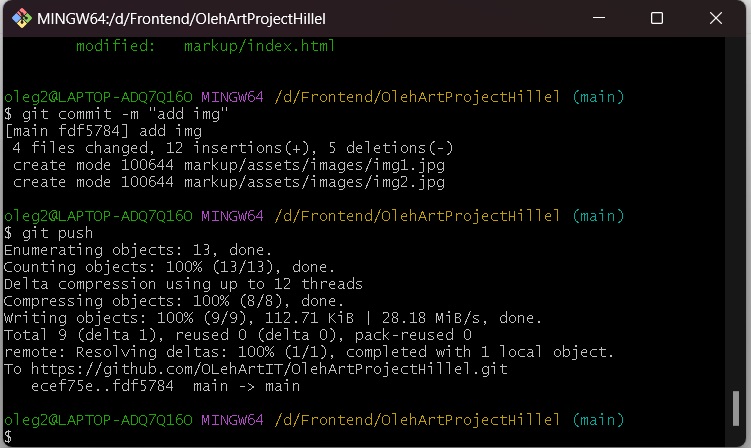 MINGW64:/d/Frontend/OlehArtProjectHillel
modified:   markup/index.html
oleg2@LAPTOP-ADQ7Q16O MINGW64 /d/Frontend/OlehArtProjectHillel (main)
$ git commit -m "add img"
[main fdf5784] add img
4 files changed, 12 insertions(+), 5 deletions(-)
create mode 100644 markup/assets/images/img1.jpg
create mode 100644 markup/assets/images/img2.jpg
oleg2@LAPTOP-ADQ7Q16O MINGW64 /d/Frontend/OlehArtProjectHillel (main)
$ git push
Enumerating objects: 13, done.
Counting objects: 100% (13/13), done.
Delta compression using up to 12 threads
Compressing objects: 100% (8/8), done.
Writing objects: 100% (9/9), 112.71 KiB | 28.18 MiB/s, done.
Total 9 (delta 1), reused 0 (delta 0), pack-reused 0
remote: Resolving deltas: 100% (1/1), completed with 1 local object.
To https://github.com/OLehArtIT/OlehArtProjectHillel.git
ecef75e..fdf5784  main -> main
oleg2@LAPTOP-ADQ7Q16O MINGW64 /d/Frontend/OlehArtProjectHillel (main)
$